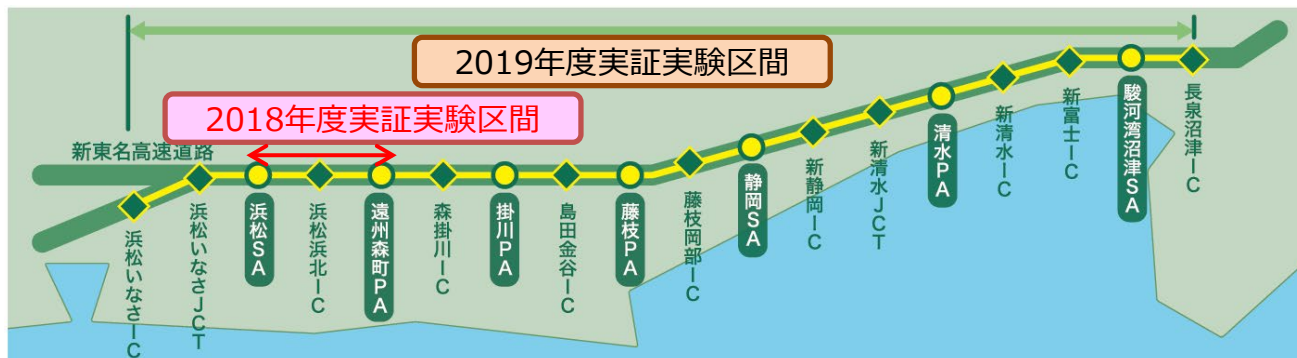 2019年度実証実験区間
2018年度実証実験区間
新東名高速道路
浜松いなさIC
浜松いなさJCT
浜松SA
浜松浜北IC
遠州森町PA
森掛川IC
掛川PA
島田金谷IC
藤枝PA
藤枝岡部IC
静岡SA
新静岡IC
新清水JCT
清水PA
新清水IC
新富士IC
駿河湾沼津SA
長泉沼津IC